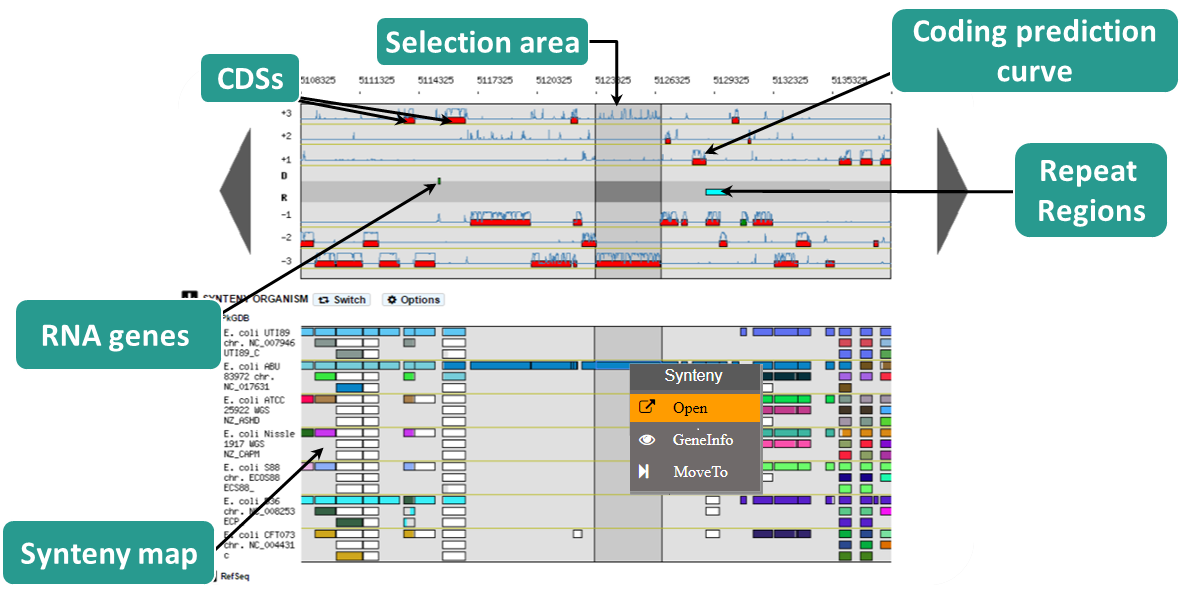 Selection area
Coding prediction
curve
CDSs
5108325 5111325 5114325 5117325 5120325 5123325 5126325 5129325 5132325 5135325
+3
+2
+1
D
R
-1
-2
-3
Repeat
Regions
RNA genes
SYNTENY ORGANISM Switch Options
PkGDB
E. coli UTI89
chr. NC_007946
UTI89_C
E. coli ABU
83972 chr.
NC_017631
E. coli ATCC
25922 WGS
NZ_ASHD
E. coli Nissle
1917 WGS
NZ_CAPM
E. coli S88
chr. ECOS88
ECS88_
E. coli 536
chr. NC_008253
ECP
E. coli CFT073
chr. NC_004431
c
RefSeq
Synteny
Open
GeneInfo
MoveTo
Synteny map